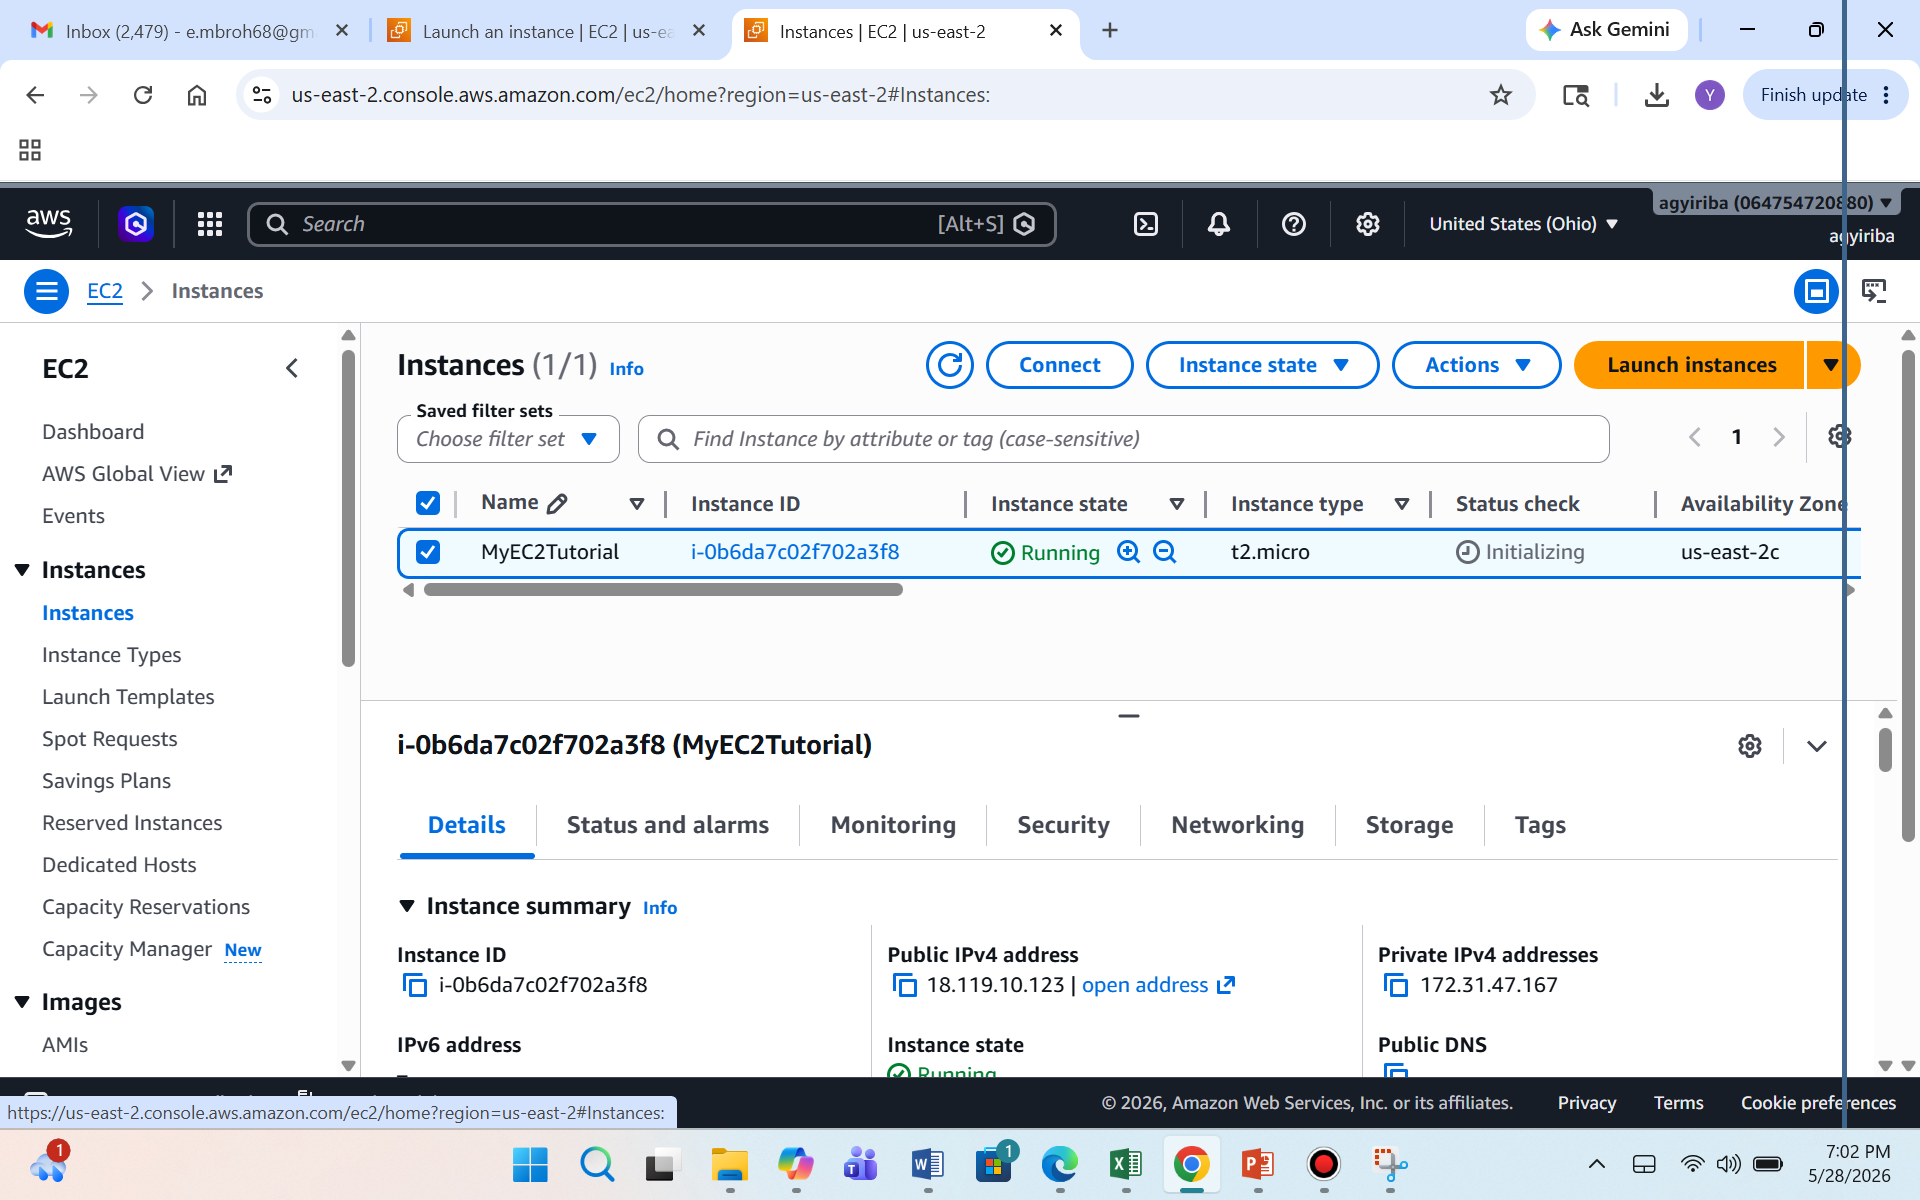 Inbox (2,479) - e.mbroh68@gm
Launch an instance | EC2 | us-ea
Instances | EC2 | us-east-2
Ask Gemini
us-east-2.console.aws.amazon.com/ec2/home?region=us-east-2#Instances:
Y
Finish update
aws
Search
[Alt+S]
United States (Ohio)
agyiriba (064754720880)
agyiriba
EC2
Instances
EC2
Dashboard
AWS Global View
Events
Instances
Instances
Instance Types
Launch Templates
Spot Requests
Savings Plans
Reserved Instances
Dedicated Hosts
Capacity Reservations
Capacity Manager New
Images
AMIs
Instances (1/1) Info
Connect
Instance state
Actions
Launch instances
Saved filter sets
Choose filter set
Find Instance by attribute or tag (case-sensitive)
1
Name Instance ID Instance state Instance type Status check Availability Zone
MyEC2Tutorial i-0b6da7c02f702a3f8 Running t2.micro Initializing us-east-2c
i-0b6da7c02f702a3f8 (MyEC2Tutorial)
Details Status and alarms Monitoring Security Networking Storage Tags
Instance summary Info
Instance ID
i-0b6da7c02f702a3f8
Public IPv4 address
18.119.10.123 | open address
Private IPv4 addresses
172.31.47.167
IPv6 address
–
Instance state
Running
Public DNS
https://us-east-2.console.aws.amazon.com/ec2/home?region=us-east-2#Instances:
© 2026, Amazon Web Services, Inc. or its affiliates.
Privacy Terms Cookie preferences
1
1
7:02 PM
5/28/2026